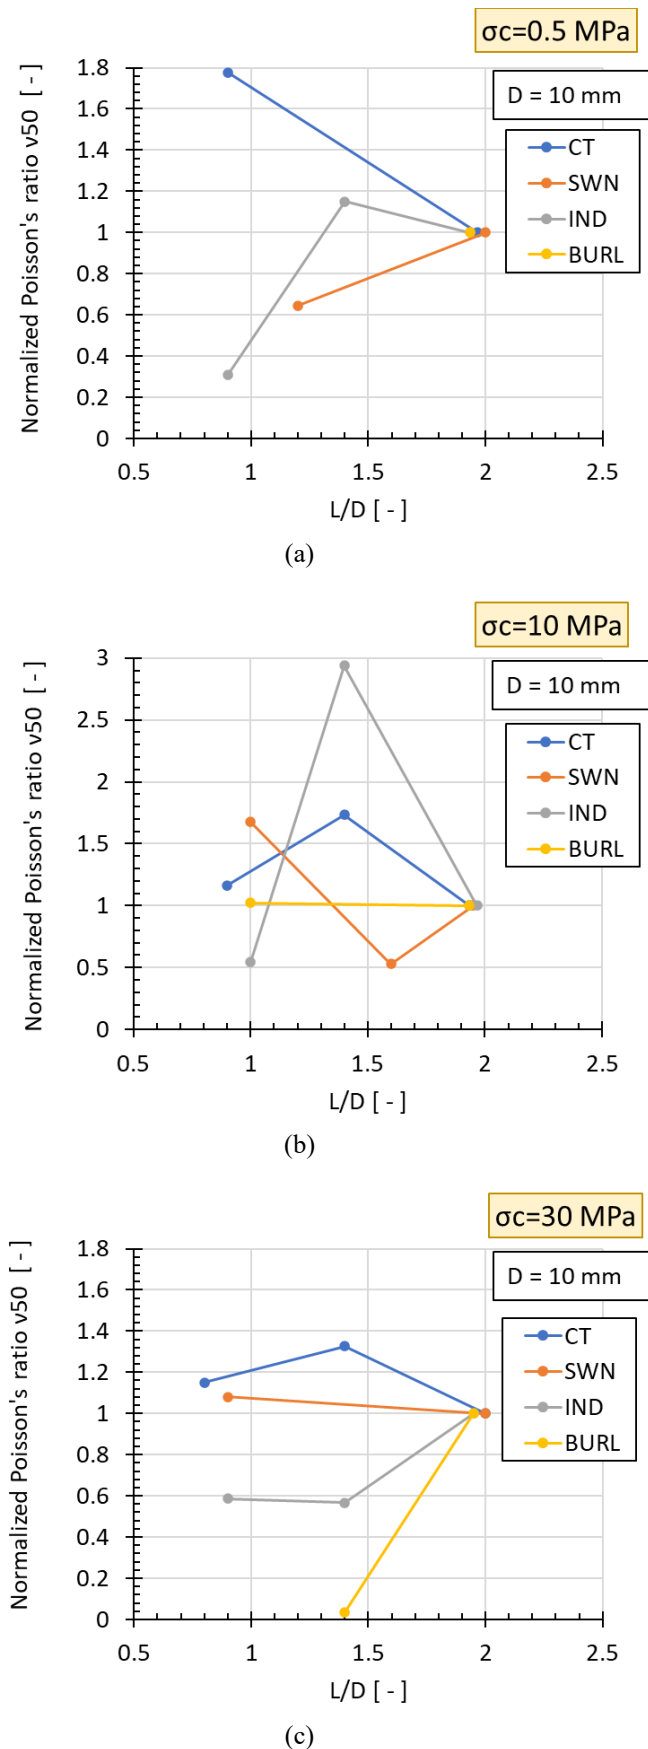 σc=0.5 MPa
D = 10 mm
CT
SWN
IND
BURL
Normalized Poisson's ratio v50 [ - ]
1.8
1.6
1.4
1.2
1
0.8
0.6
0.4
0.2
0
0.5 1 1.5 2 2.5
L/D [ - ]
(a)
σc=10 MPa
D = 10 mm
CT
SWN
IND
BURL
Normalized Poisson's ratio v50 [ - ]
3
2.5
2
1.5
1
0.5
0
0.5 1 1.5 2 2.5
L/D [ - ]
(b)
σc=30 MPa
D = 10 mm
CT
SWN
IND
BURL
Normalized Poisson's ratio v50 [ - ]
1.8
1.6
1.4
1.2
1
0.8
0.6
0.4
0.2
0
0.5 1 1.5 2 2.5
L/D [ - ]
(c)